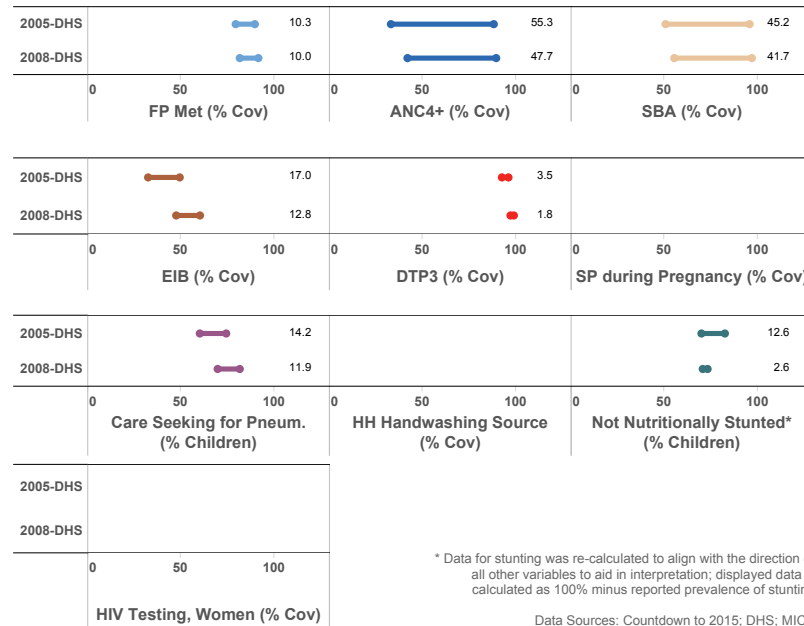 2005-DHS 10.3 55.3 45.2
2008-DHS 10.0 47.7 41.7
0 50 100 0 50 100 0 50 100
FP Met (% Cov) ANC4+ (% Cov) SBA (% Cov)
2005-DHS 17.0 3.5
2008-DHS 12.8 1.8
0 50 100 0 50 100 0 50 100
EIB (% Cov) DTP3 (% Cov) SP during Pregnancy (% Cov)
2005-DHS 14.2 12.6
2008-DHS 11.9 2.6
0 50 100 0 50 100 0 50 100
Care Seeking for Pneum. HH Handwashing Source Not Nutritionally Stunted*
(% Children) (% Cov) (% Children)
2005-DHS
2008-DHS
0 50 100
HIV Testing, Women (% Cov)
* Data for stunting was re-calculated to align with the direction
all other variables to aid in interpretation; displayed data
calculated as 100% minus reported prevalence of
Data Sources: Countdown to 2015; DHS;